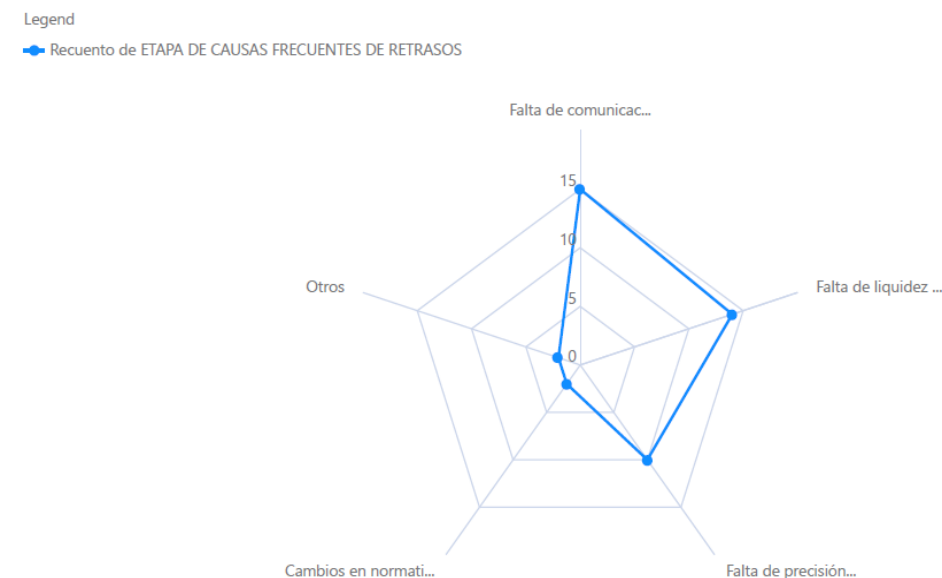 Legend
Recuento de ETAPA DE CAUSAS FRECUENTES DE RETRASOS
Falta de comunicac...
15
10
Otros
Falta de liquidez ...
5
0
Cambios en normati...
Falta de precisión...